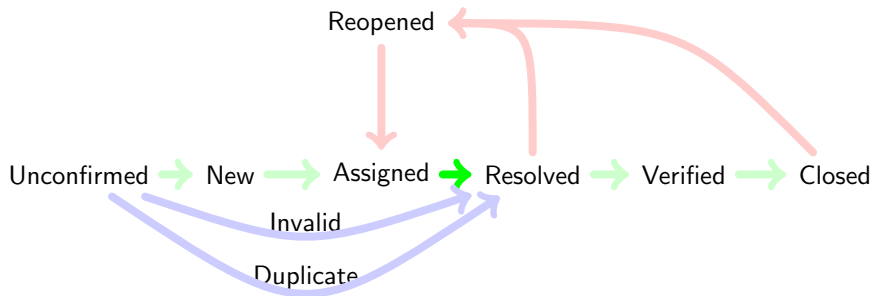 Reopened
Unconfirmed New Assigned Resolved Verified Closed
Invalid
Duplicate